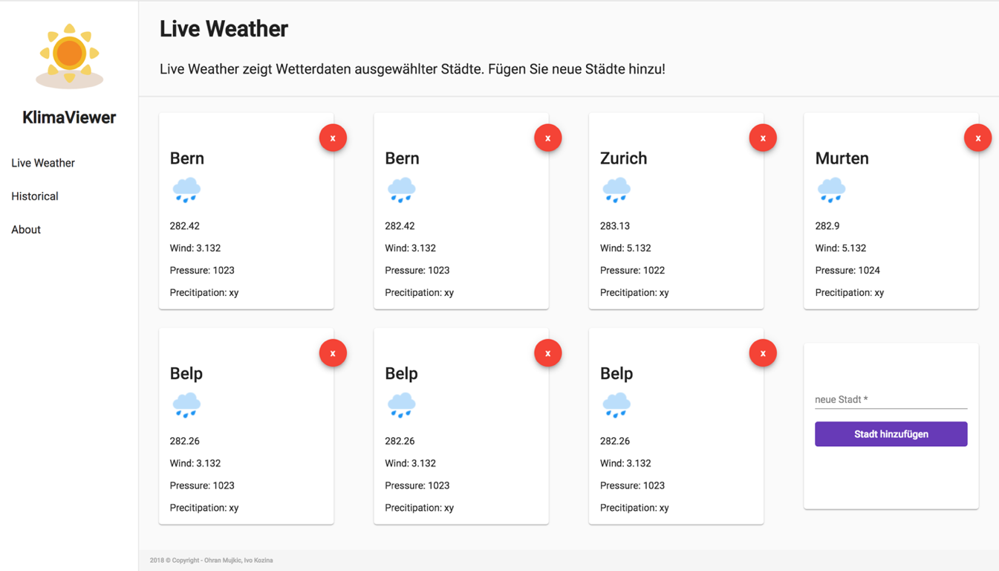 KlimaViewer
Live Weather
Historical
About
Live Weather
Live Weather zeigt Wetterdaten ausgewählter Städte. Fügen Sie neue Städte hinzu!
x
Bern
282.42
Wind: 3.132
Pressure: 1023
Precitipation: xy
x
Bern
282.42
Wind: 3.132
Pressure: 1023
Precitipation: xy
x
Zurich
283.13
Wind: 5.132
Pressure: 1022
Precitipation: xy
x
Murten
282.9
Wind: 5.132
Pressure: 1024
Precitipation: xy
x
Belp
282.26
Wind: 3.132
Pressure: 1023
Precitipation: xy
x
Belp
282.26
Wind: 3.132
Pressure: 1023
Precitipation: xy
x
Belp
282.26
Wind: 3.132
Pressure: 1023
Precitipation: xy
neue Stadt *
Stadt hinzufügen
2018 © Copyright - Ohran Mujkic, Ivo Kozina